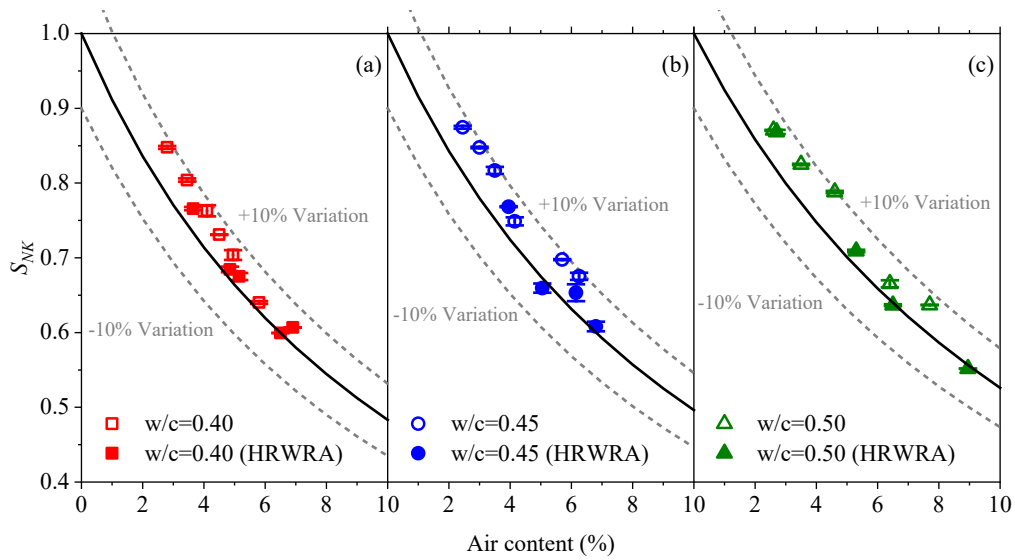 1.0
0.9
0.8
0.7
0.6
0.5
0.4
S_NK
(a)
+10% Variation
-10% Variation
w/c=0.40
w/c=0.40 (HRWRA)
0 2 4 6 8 10
(b)
+10% Variation
-10% Variation
w/c=0.45
w/c=0.45 (HRWRA)
2 4 6 8 10
(c)
+10% Variation
-10% Variation
w/c=0.50
w/c=0.50 (HRWRA)
2 4 6 8 10
Air content (%)